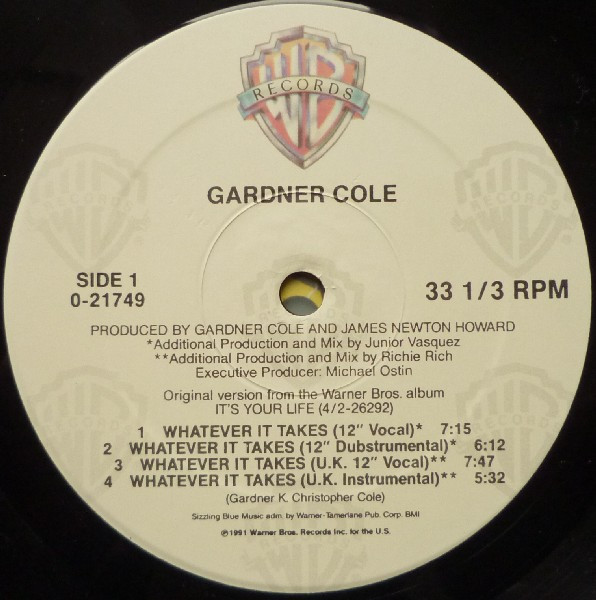 WB
RECORDS
GARDNER COLE
SIDE 1
0-21749
33 1/3 RPM
PRODUCED BY GARDNER COLE AND JAMES NEWTON HOWARD
*Additional Production and Mix by Junior Vasquez
**Additional Production and Mix by Richie Rich
Executive Producer: Michael Ostin
Original version from the Warner Bros. album
IT'S YOUR LIFE (4/2-26292)
1 WHATEVER IT TAKES (12" Vocal)* 7:15
2 WHATEVER IT TAKES (12" Dubstrumental)* 6:12
3 WHATEVER IT TAKES (U.K. 12" Vocal)** 7:47
4 WHATEVER IT TAKES (U.K. Instrumental)** 5:32
(Gardner K. Christopher Cole)
Sizzling Blue Music adm. by Warner-Tamerlane Pub. Corp. BMI
℗1991 Warner Bros. Records Inc. for the U.S.